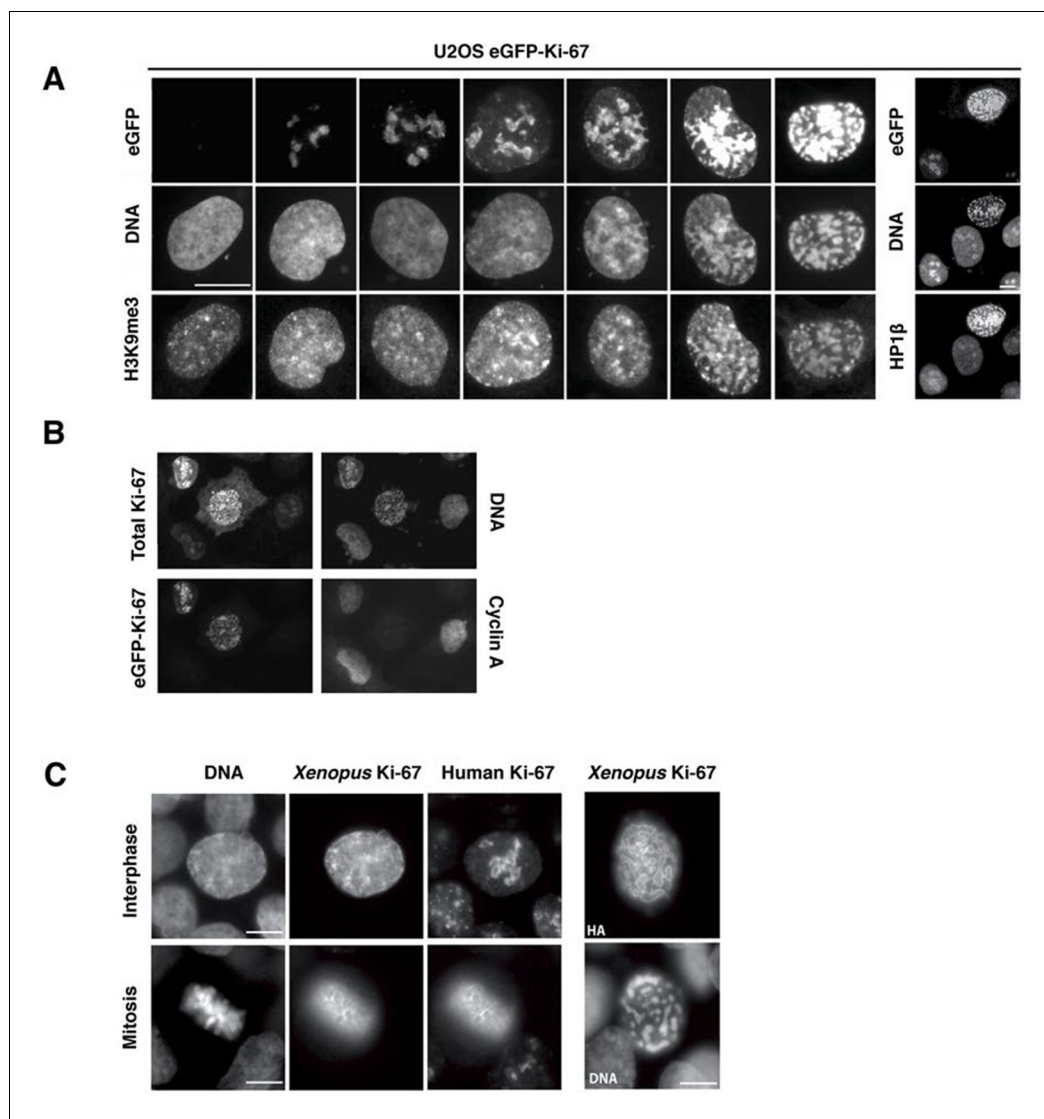 U2OS eGFP-Ki-67
A
eGFP
DNA
H3K9me3
eGFP
DNA
HP1β
B
Total Ki-67
DNA
eGFP-Ki-67
Cyclin A
C
DNA
Xenopus Ki-67
Human Ki-67
Xenopus Ki-67
Interphase
HA
Mitosis
DNA